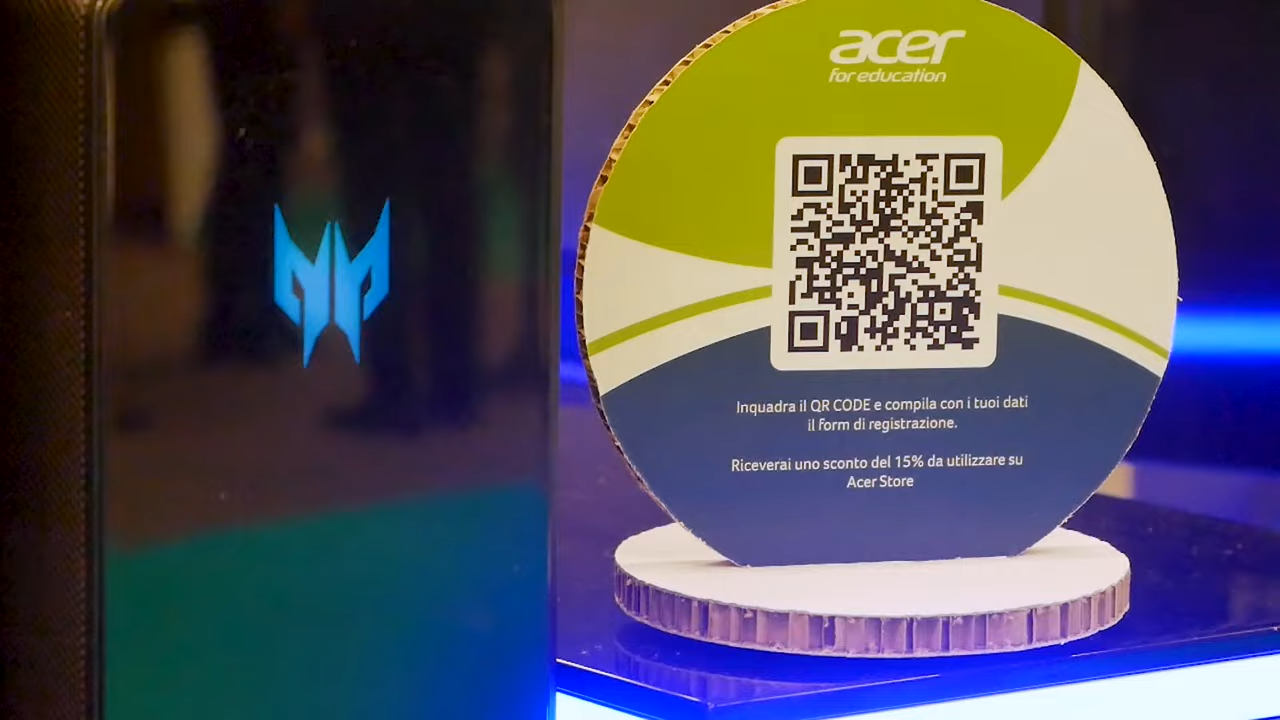 acer
for education
Inquadra il QR CODE e compila con i tuoi dati
il form di registrazione.
Riceverai uno sconto del 15% da utilizzare su
Acer Store